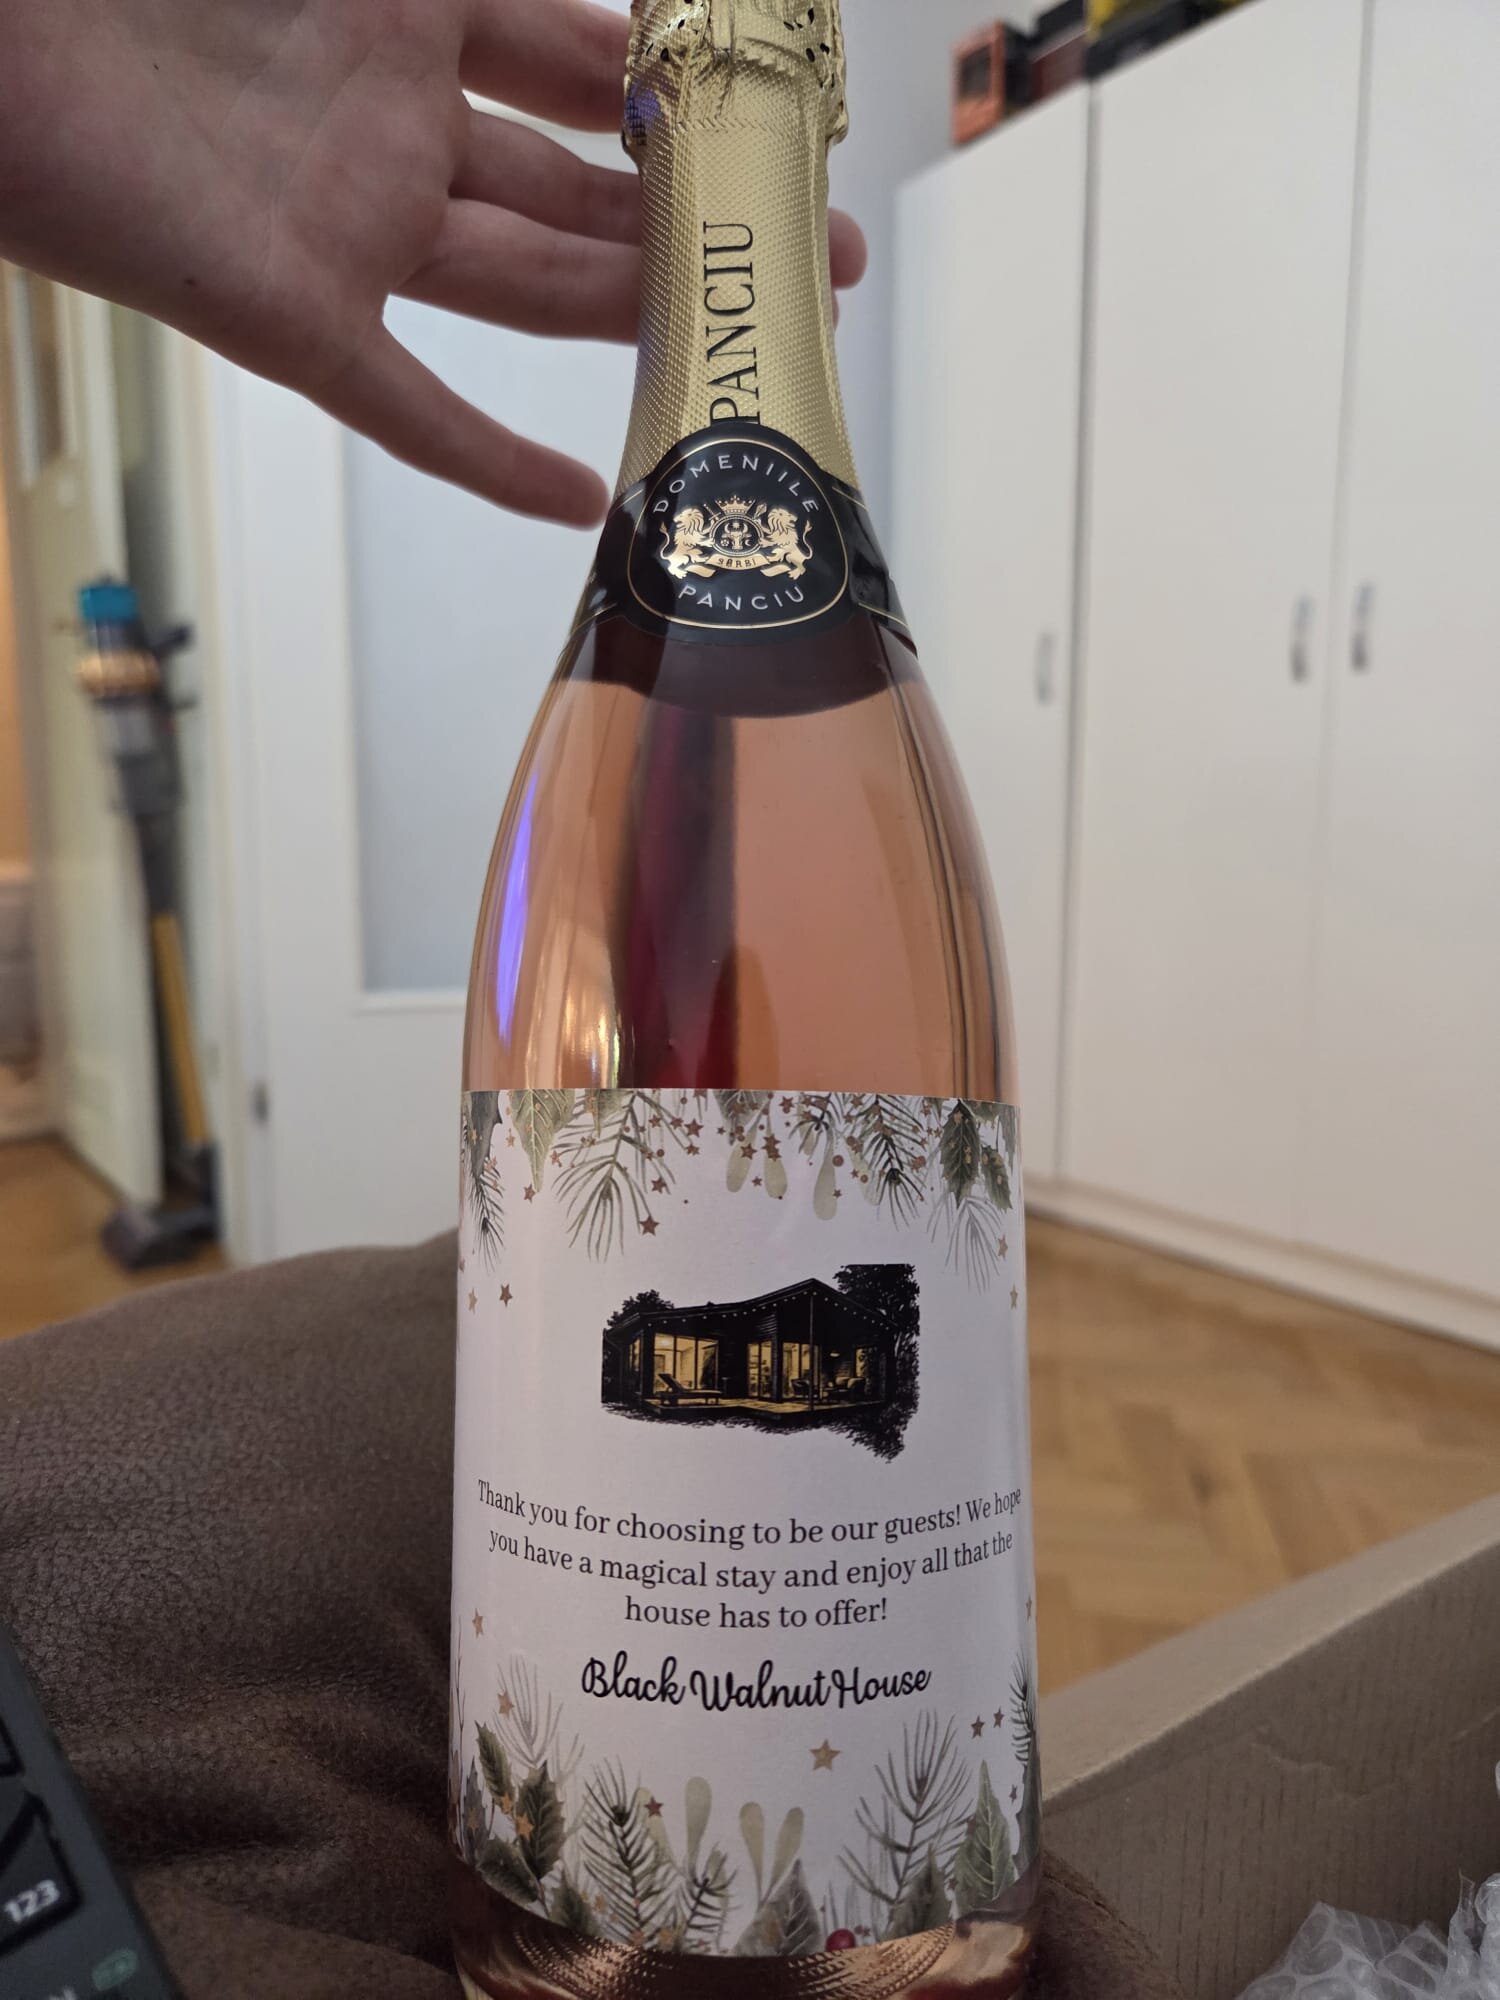 PANCIU
DOMENIILE
SÂRBI
PANCIU
Thank you for choosing to be our guests! We hope
you have a magical stay and enjoy all that the
house has to offer!
Black Walnut House
123